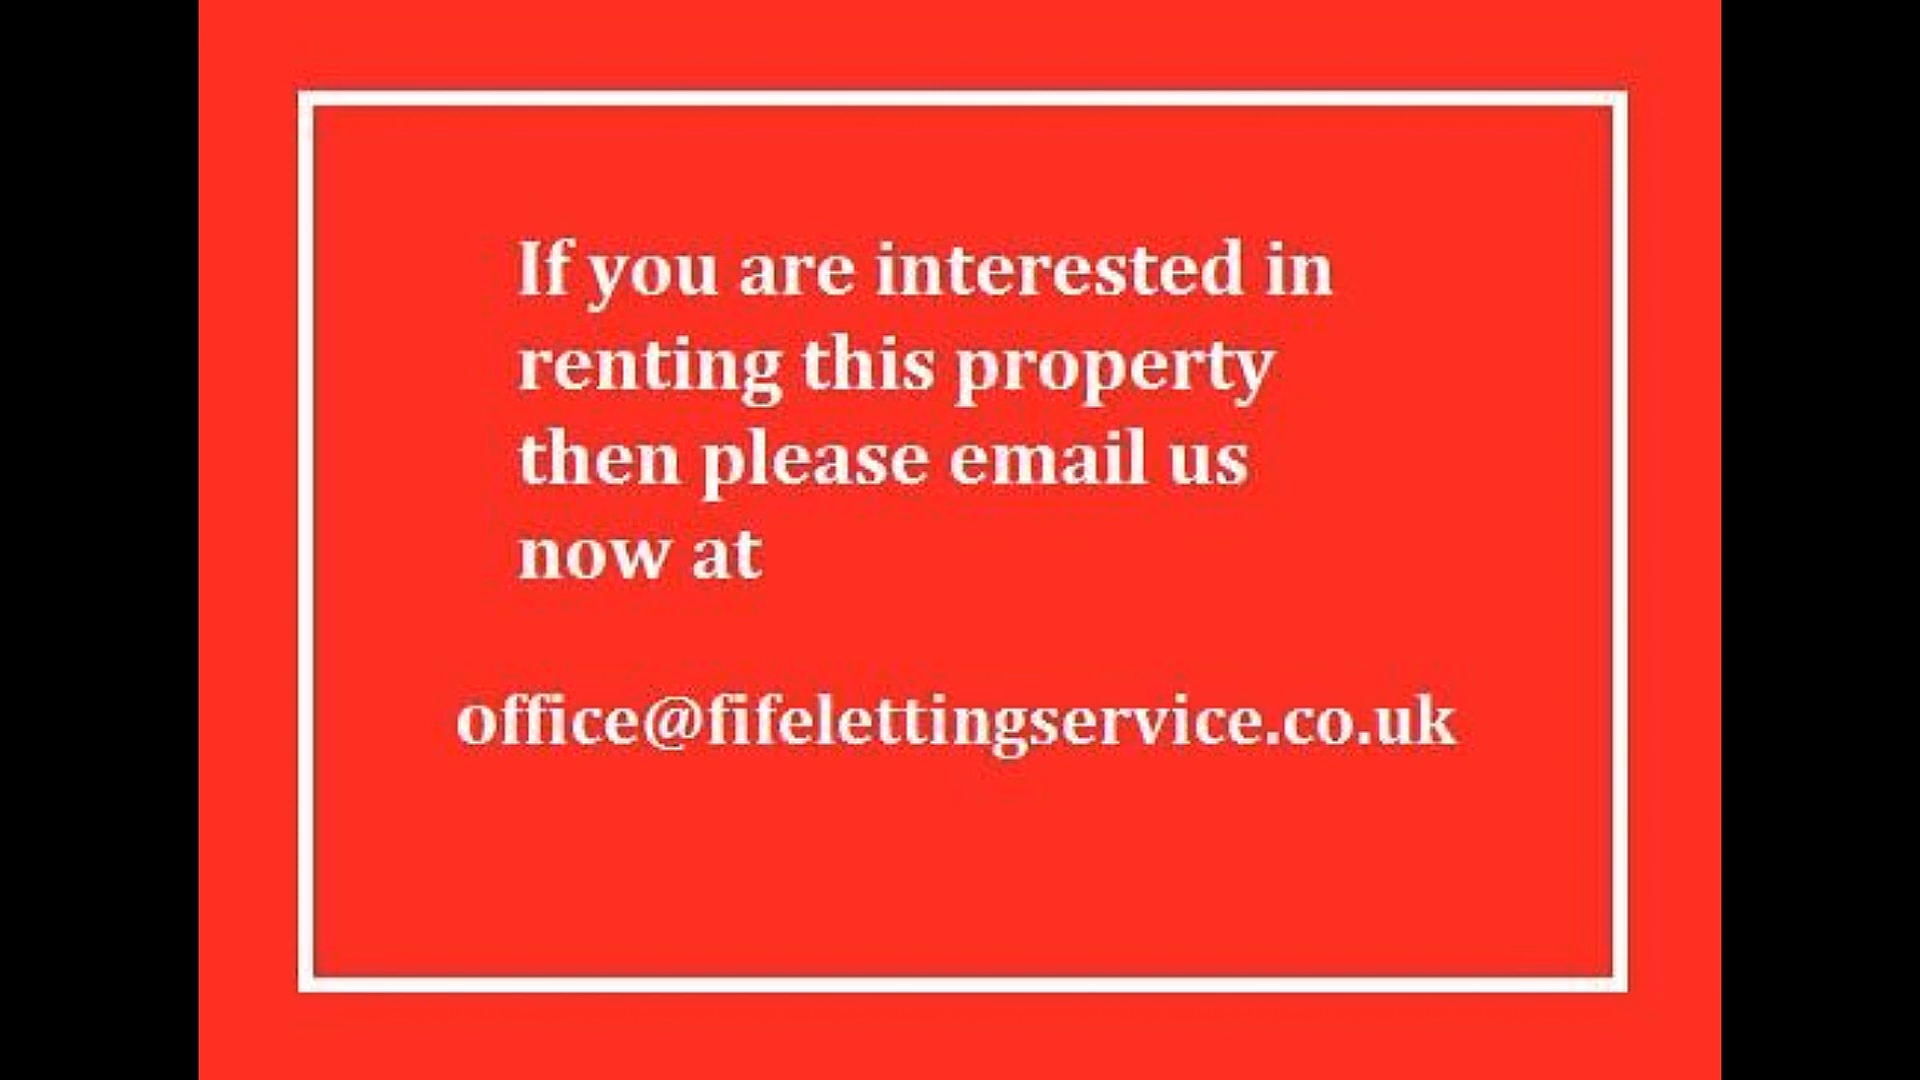 If you are interested in
renting this property
then please email us
now at
office@fifelettingservice.co.uk